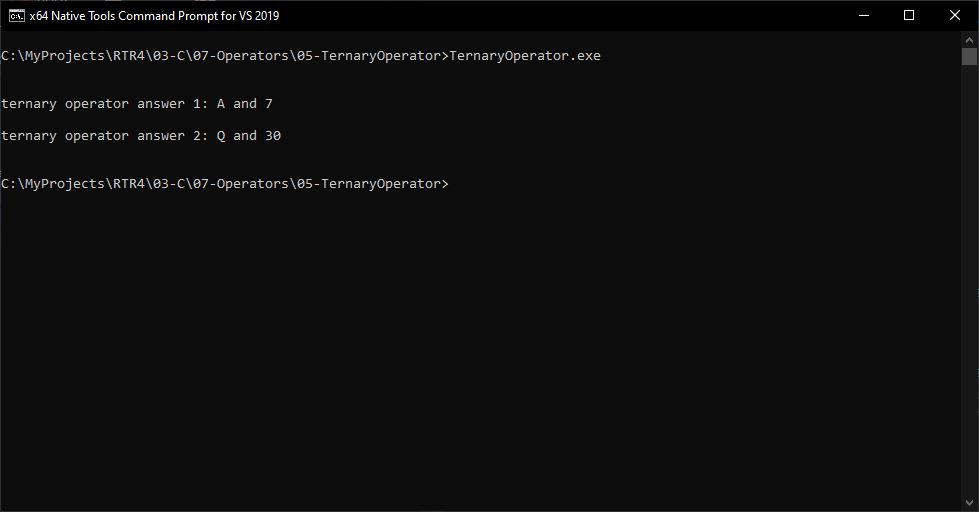 x64 Native Tools Command Prompt for VS 2019
C:\MyProjects\RTR4\03-C\07-Operators\05-TernaryOperator>TernaryOperator.exe
ternary operator answer 1: A and 7
ternary operator answer 2: Q and 30
C:\MyProjects\RTR4\03-C\07-Operators\05-TernaryOperator>